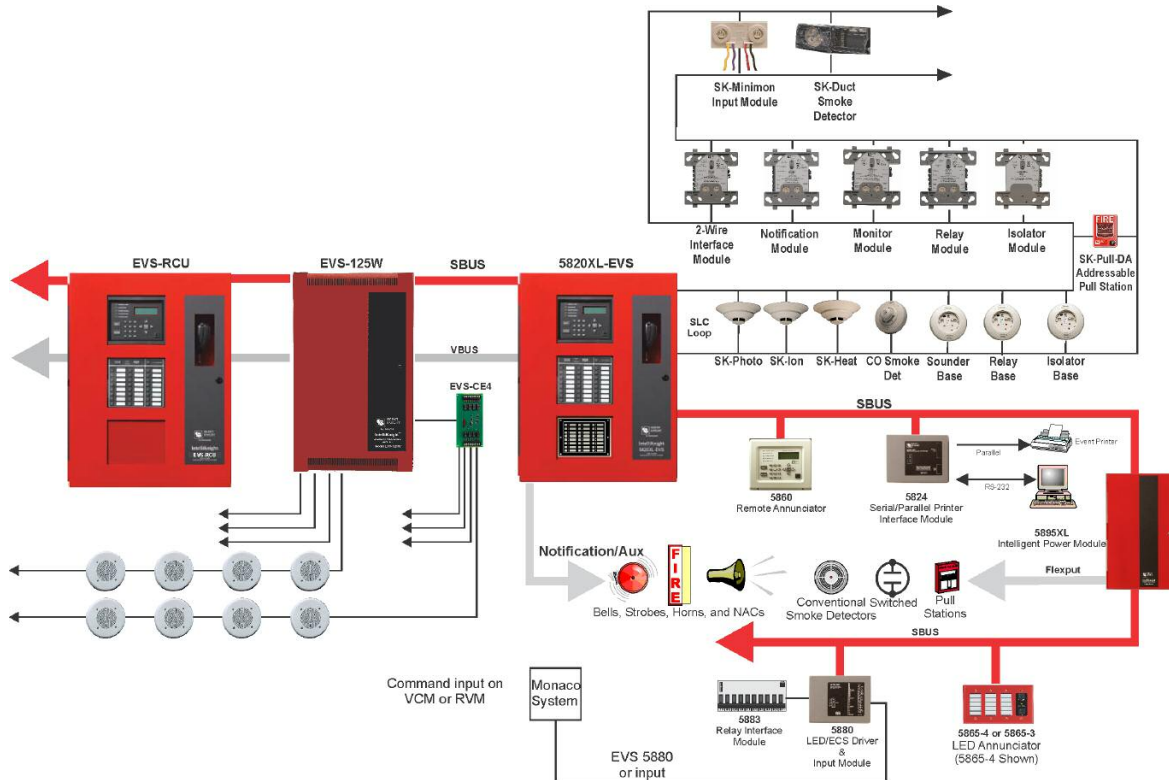 SK-Minimon
Input Module
SK-Duct
Smoke
Detector
2-Wire
Interface
Module
Notification
Module
Monitor
Module
Relay
Module
Isolator
Module
FIRE
SK-Pull-DA
Addressable
Pull Station
EVS-RCU
EVS-125W
SBUS
5820XL-EVS
SLC
Loop
VBUS
SK-Photo
SK-Ion
SK-Heat
CO Smoke
Det
Sounder
Base
Relay
Base
Isolator
Base
EVS-CE4
SBUS
EVS-RCU
5820XL-EVS
Parallel
Event Printer
RS-232
5860
Remote Annunciator
5824
Serial/Parallel Printer
Interface Module
5895XL
Intelligent Power Module
Notification/Aux
FIRE
Flexput
Bells, Strobes, Horns, and NACs
Conventional
Smoke Detectors
Switched
Pull
Stations
SBUS
Command input on
VCM or RVM
Monaco
System
5883
Relay Interface
Module
5880
LED/ECS Driver
&
Input Module
5865-4 or 5865-3
LED Annunciator
(5865-4 Shown)
EVS 5880
or input